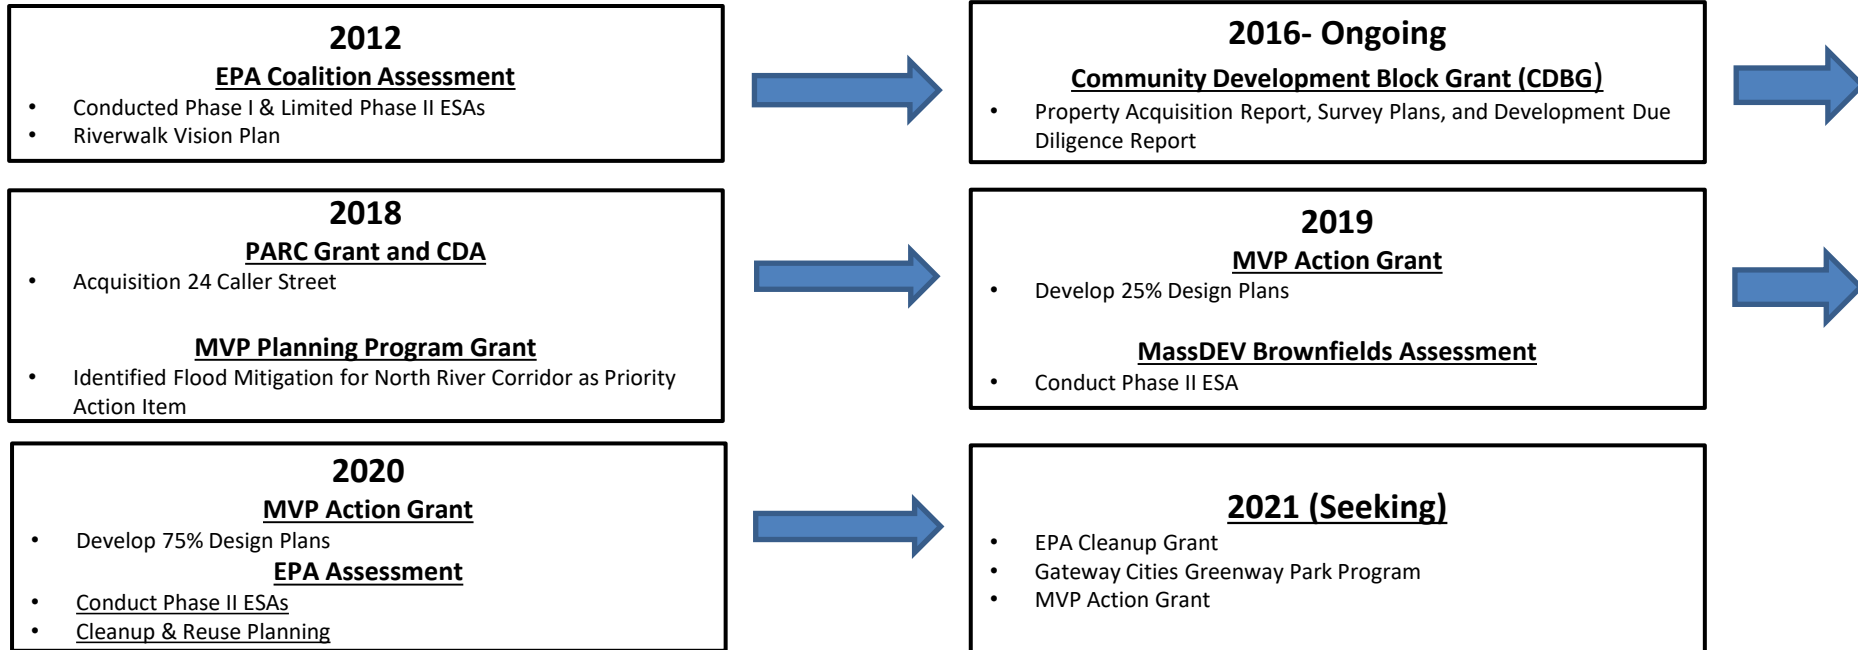 2012
EPA Coalition Assessment
• Conducted Phase I & Limited Phase II ESAs
• Riverwalk Vision Plan
2016- Ongoing
Community Development Block Grant (CDBG)
• Property Acquisition Report, Survey Plans, and Development Due
Diligence Report
2018
PARC Grant and CDA
• Acquisition 24 Caller Street
MVP Planning Program Grant
• Identified Flood Mitigation for North River Corridor as Priority
Action Item
2019
MVP Action Grant
• Develop 25% Design Plans
MassDEV Brownfields Assessment
• Conduct Phase II ESA
2020
MVP Action Grant
• Develop 75% Design Plans
EPA Assessment
• Conduct Phase II ESAs
• Cleanup & Reuse Planning
2021 (Seeking)
• EPA Cleanup Grant
• Gateway Cities Greenway Park Program
• MVP Action Grant